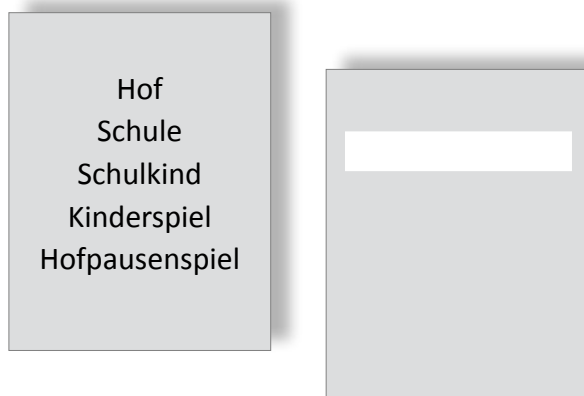 Hof
Schule
Schulkind
Kinderspiel
Hofpausenspiel